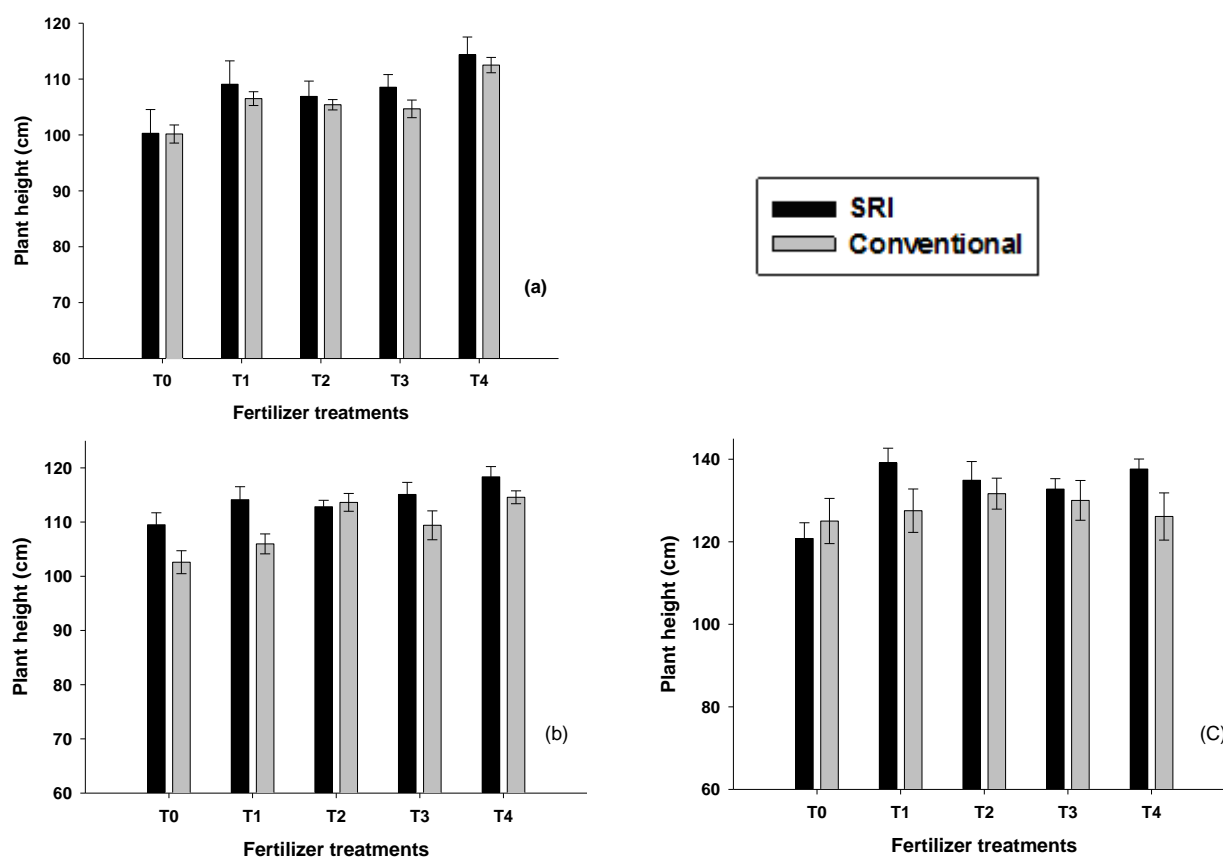 120
110
100
90
80
70
60
Plant height (cm)
(a)
T0 T1 T2 T3 T4
Fertilizer treatments
SRI
Conventional
120
110
100
90
80
70
60
Plant height (cm)
(b)
T0 T1 T2 T3 T4
Fertilizer treatments
140
120
100
80
60
Plant height (cm)
(C)
T0 T1 T2 T3 T4
Fertilizer treatments